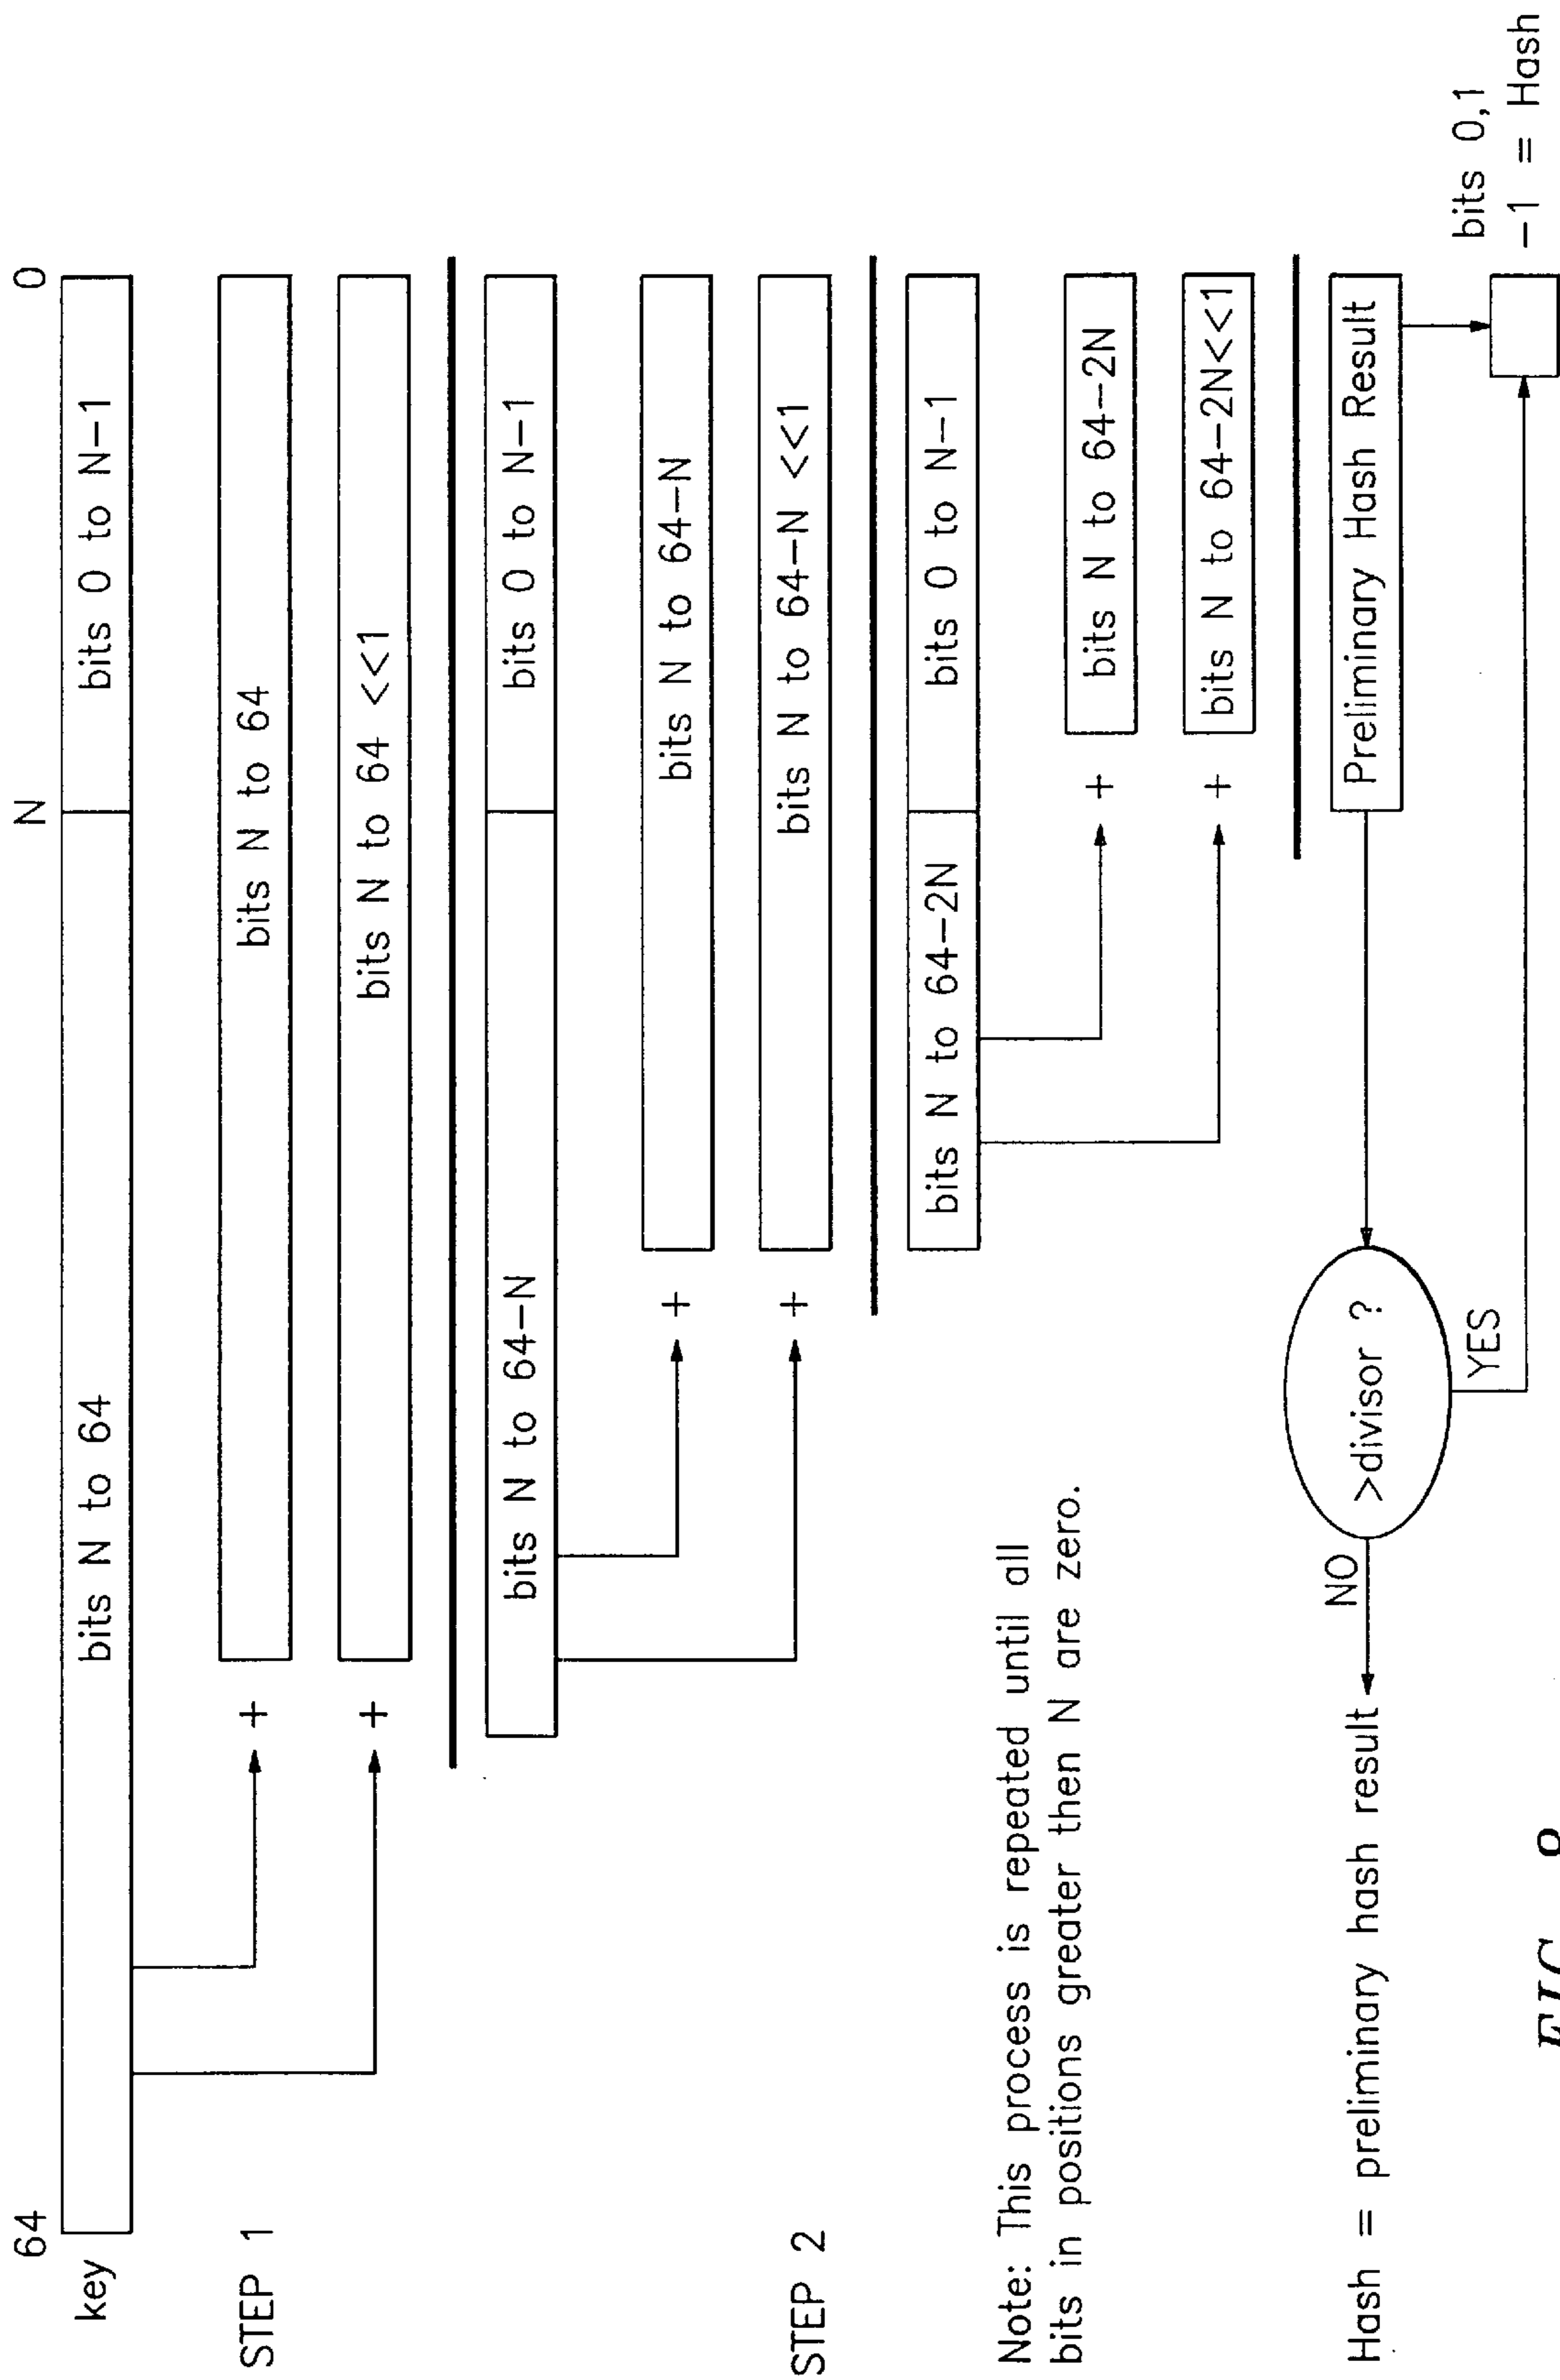 64 N 0
key bits N to 64 bits 0 to N-1
STEP 1 + bits N to 64
+ bits N to 64 <<1
bits N to 64-N bits 0 to N-1
+ bits N to 64-N
STEP 2 + bits N to 64-N <<1
bits N to 64-2N bits 0 to N-1
Note: This process is repeated until all
bits in positions greater then N are zero.
+ bits N to 64-2N
+ bits N to 64-2N<<1
Hash = preliminary hash result NO >divisor ? Preliminary Hash Result
YES
bits 0,1
-1 = Hash
FIG. 8